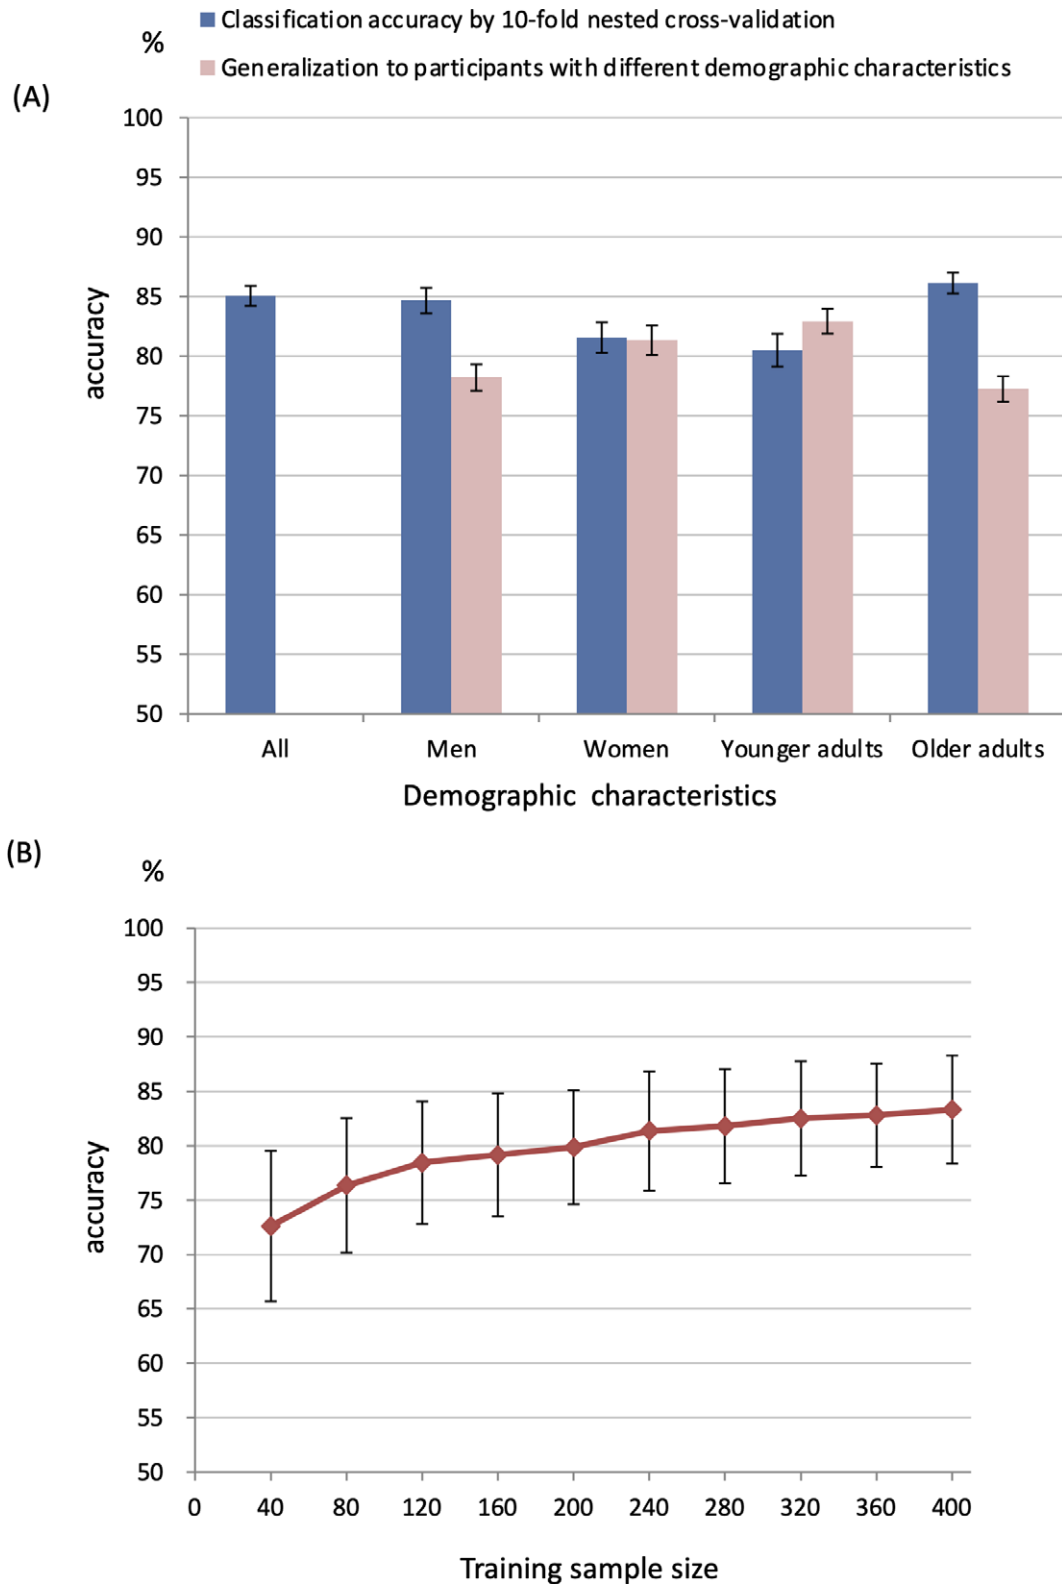 Classification accuracy by 10-fold nested cross-validation
%
Generalization to participants with different demographic characteristics
(A)
100
95
90
85
80
75
70
65
60
55
50
accuracy
All Men Women Younger adults Older adults
Demographic characteristics
(B)
%
100
95
90
85
80
75
70
65
60
55
50
accuracy
0 40 80 120 160 200 240 280 320 360 400
Training sample size